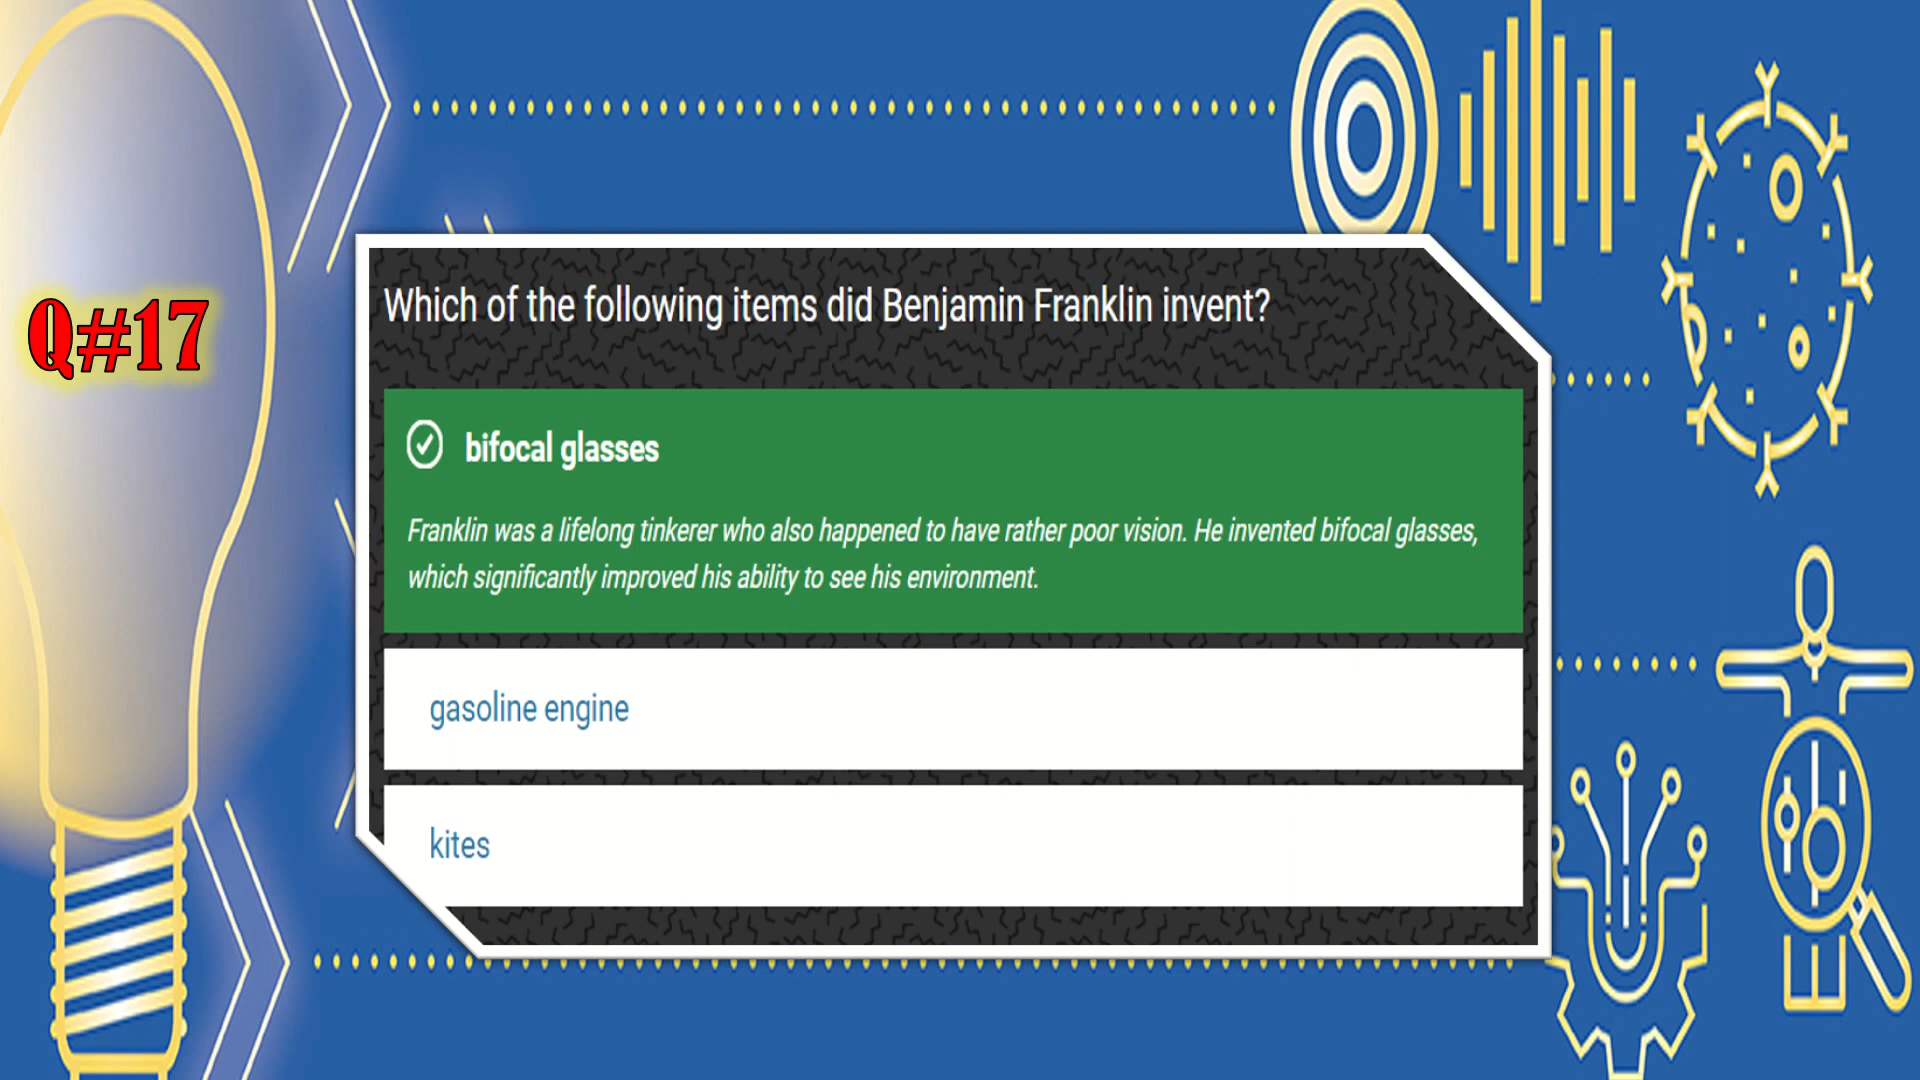 Q#17
Which of the following items did Benjamin Franklin invent?
bifocal glasses
Franklin was a lifelong tinkerer who also happened to have rather poor vision. He invented bifocal glasses,
which significantly improved his ability to see his environment.
gasoline engine
kites